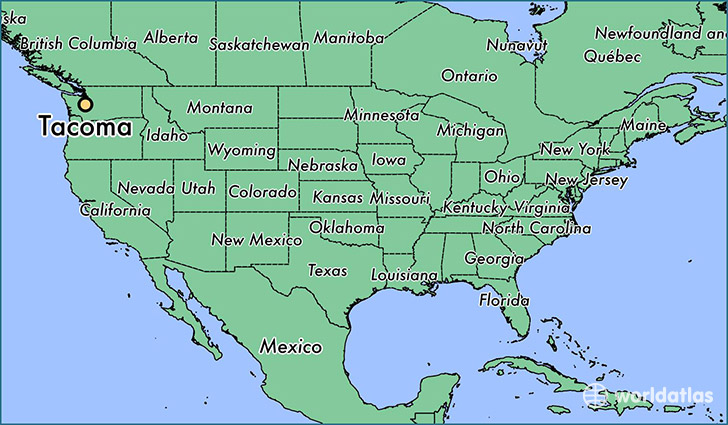 ska
British Columbia
Alberta
Saskatchewan
Manitoba
Newfoundland and
Nunavut
Québec
Ontario
Montana
Minnesota
Michigan
Maine
Tacoma
Idaho
Wyoming
New York
Nebraska
Iowa
Ohio
New Jersey
Nevada
Utah
Colorado
Kansas
Missouri
Kentucky
Virginia
California
New Mexico
Oklahoma
North Carolina
Texas
Louisiana
Georgia
Florida
Mexico
worldatlas